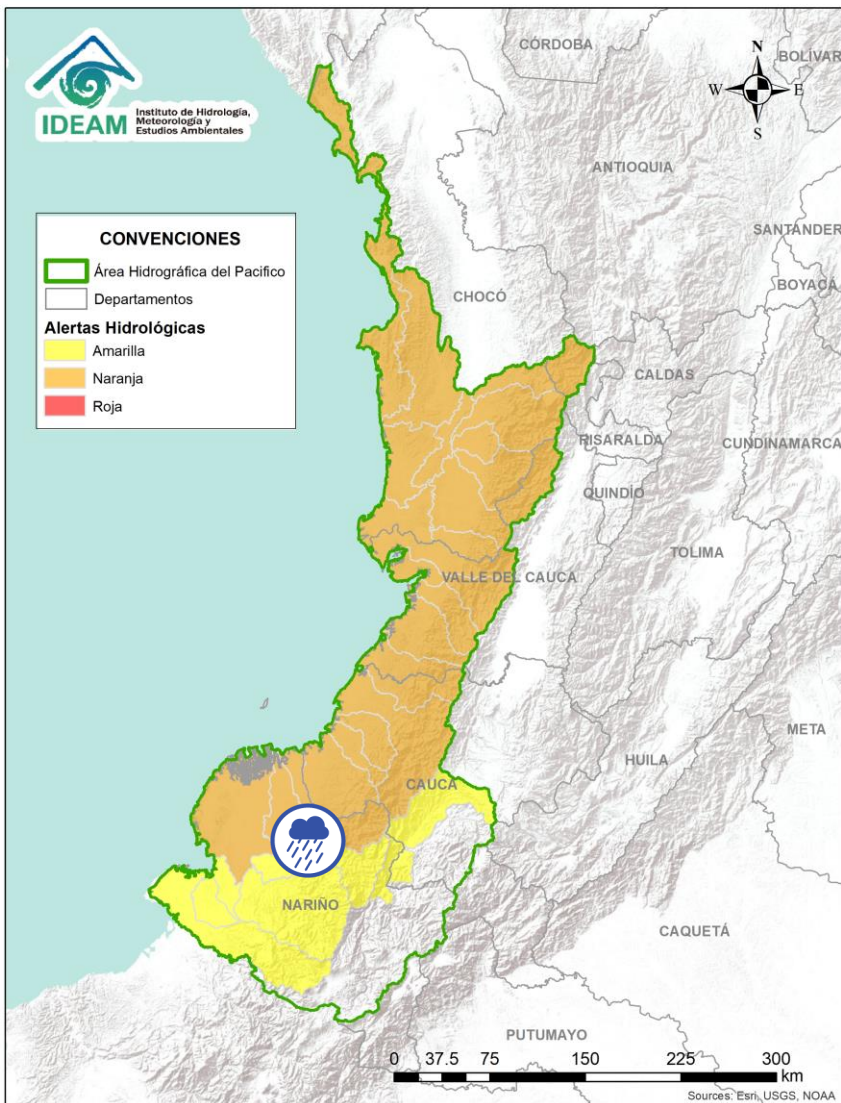 IDEAM
Instituto de Hidrología,
Meteorología y
Estudios Ambientales
N
W
E
S
CÓRDOBA
BOLÍVAR
ANTIOQUIA
SANTANDER
BOYACÁ
CHOCÓ
CALDAS
RISARALDA
CUNDINAMARCA
QUINDÍO
TOLIMA
VALLE DEL CAUCA
META
HUILA
CAUCA
NARIÑO
CAQUETÁ
PUTUMAYO
CONVENCIONES
Área Hidrográfica del Pacifico
Departamentos
Alertas Hidrológicas
Amarilla
Naranja
Roja
0 37.5 75 150 225 300
km
Sources: Esri, USGS, NOAA